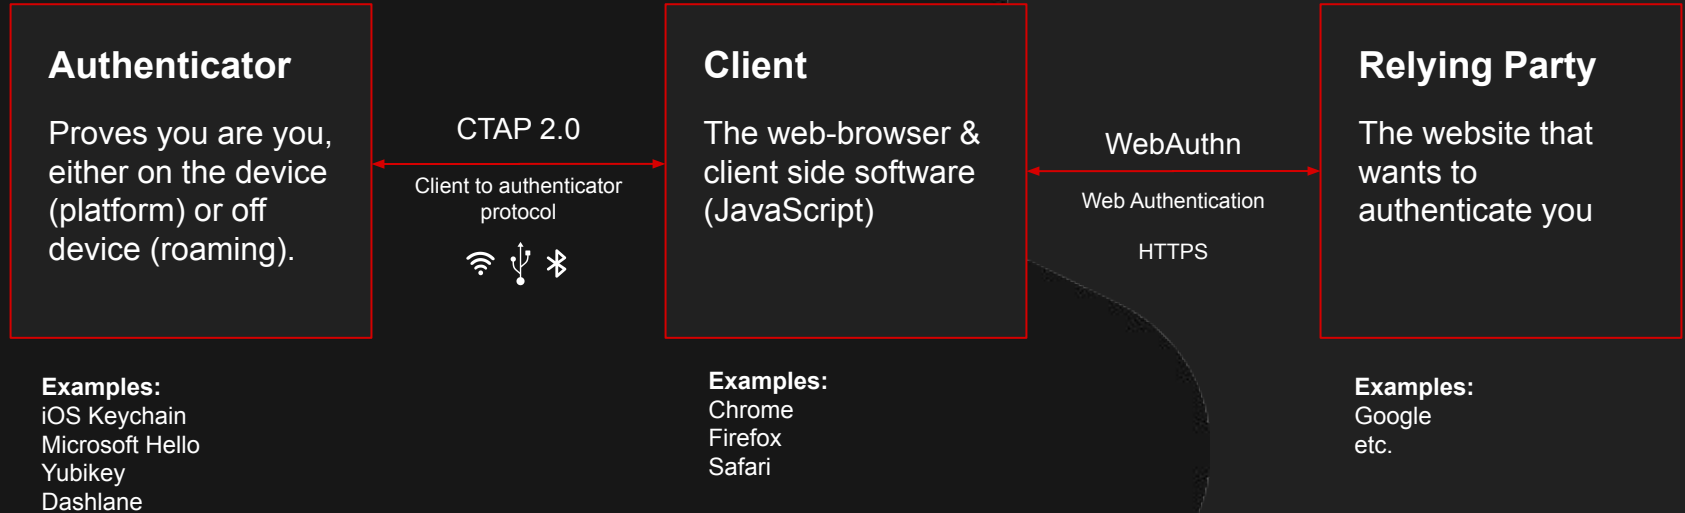 Authenticator
Proves you are you,
either on the device
(platform) or off
device (roaming).
CTAP 2.0
Client to authenticator
protocol
Client
The web-browser &
client side software
(JavaScript)
WebAuthn
Web Authentication
HTTPS
Relying Party
The website that
wants to
authenticate you
Examples:
iOS Keychain
Microsoft Hello
Yubikey
Dashlane
Examples:
Chrome
Firefox
Safari
Examples:
Google
etc.